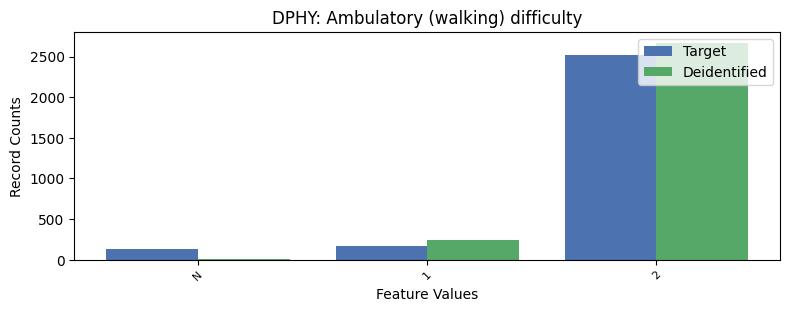 DPHY: Ambulatory (walking) difficulty
Target
Deidentified
Record Counts
2500
2000
1500
1000
500
0
N
1
2
Feature Values